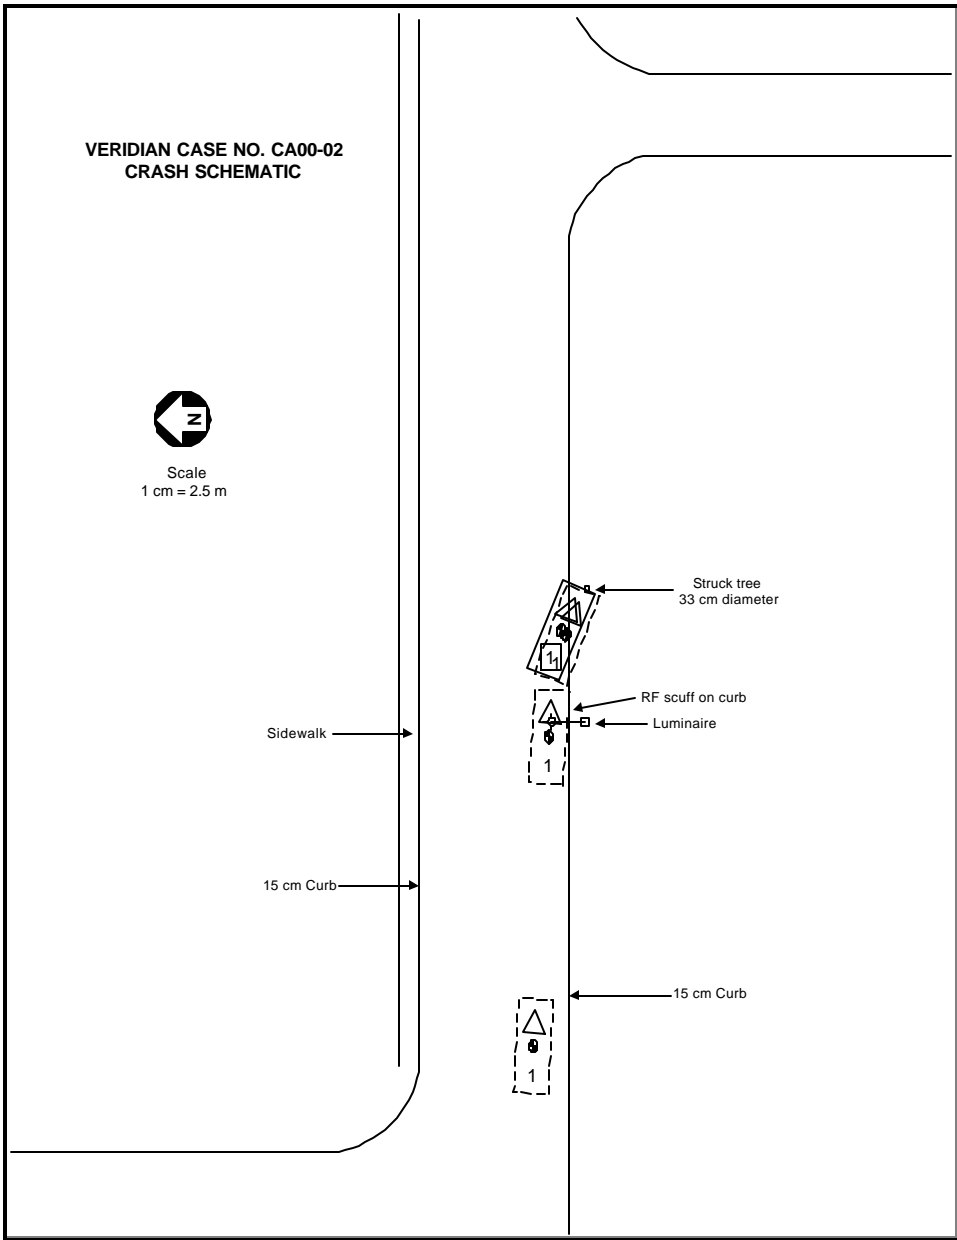 VERIDIAN CASE NO. CA00-02
CRASH SCHEMATIC
N
Scale
1 cm = 2.5 m
Struck tree
33 cm diameter
1
1
RF scuff on curb
Luminaire
Sidewalk
1
15 cm Curb
15 cm Curb
1